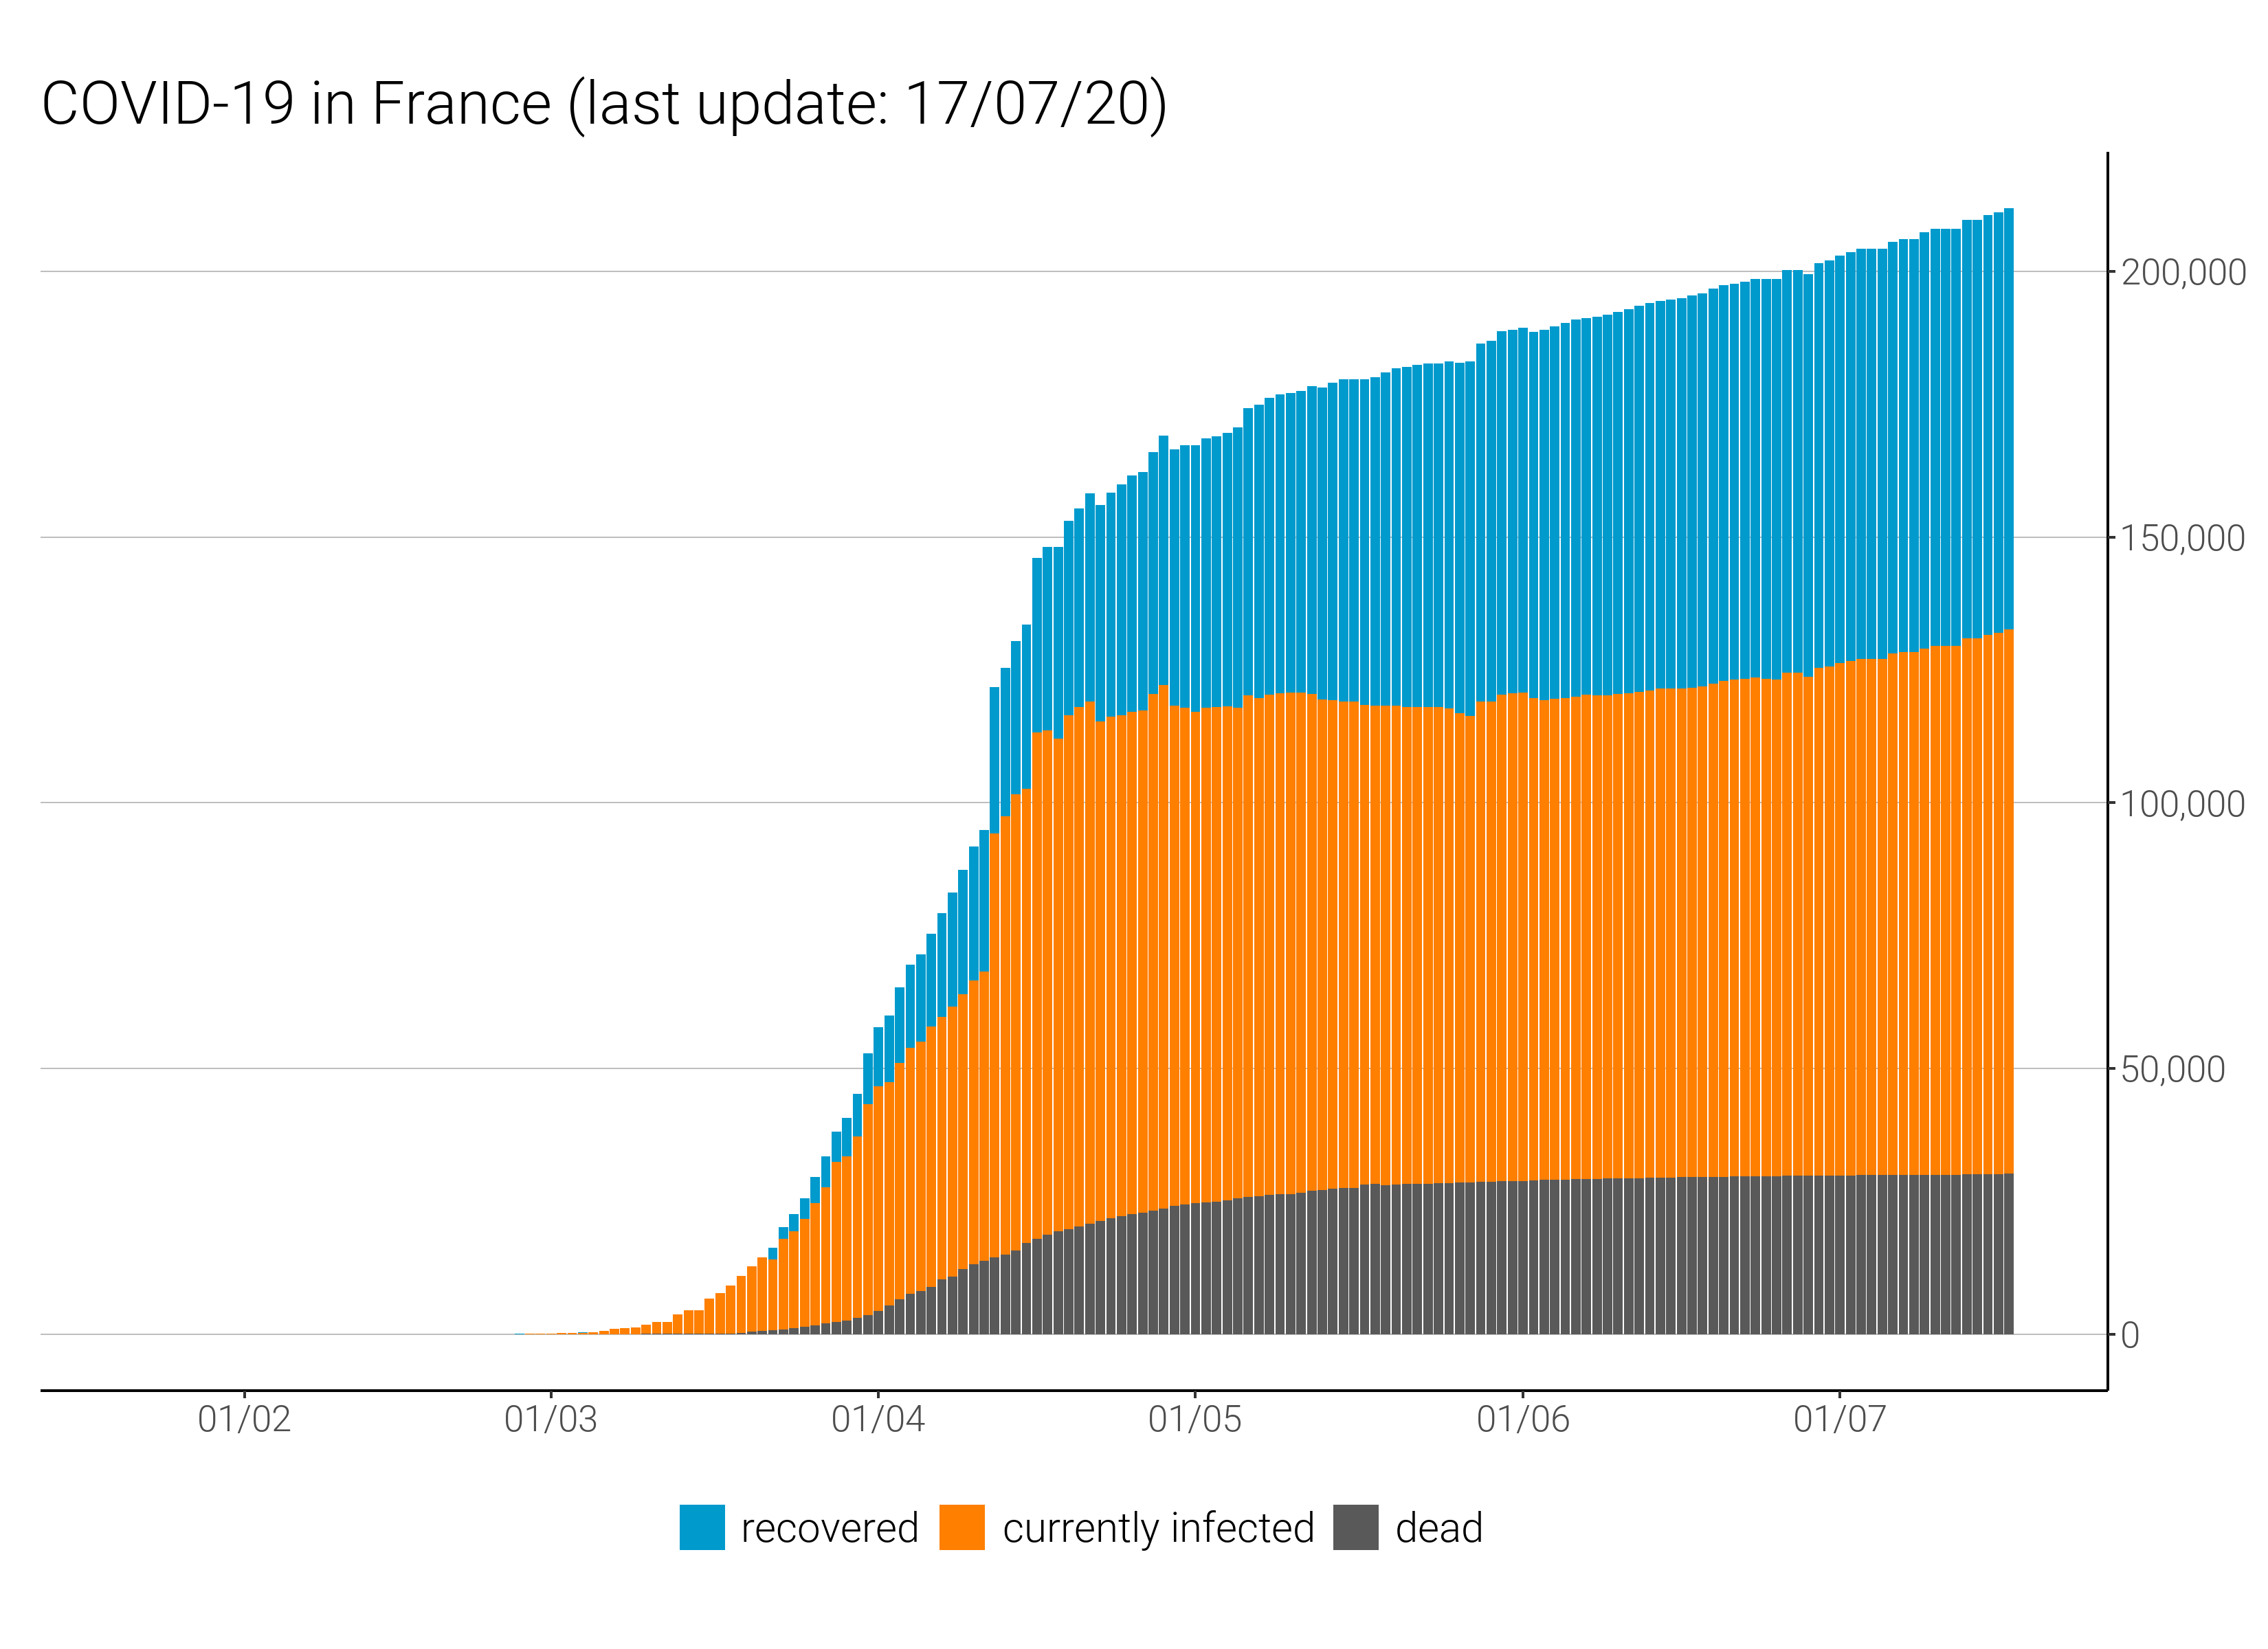 COVID-19 in France (last update: 17/07/20)
200,000
150,000
100,000
50,000
0
01/02 01/03 01/04 01/05 01/06 01/07
recovered currently infected dead